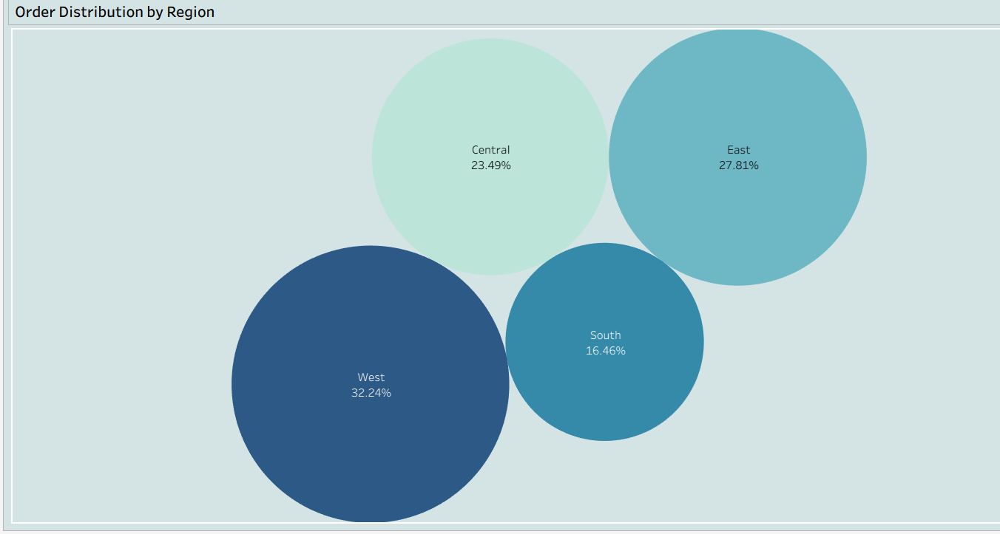 Order Distribution by Region
Central
23.49%
East
27.81%
South
16.46%
West
32.24%